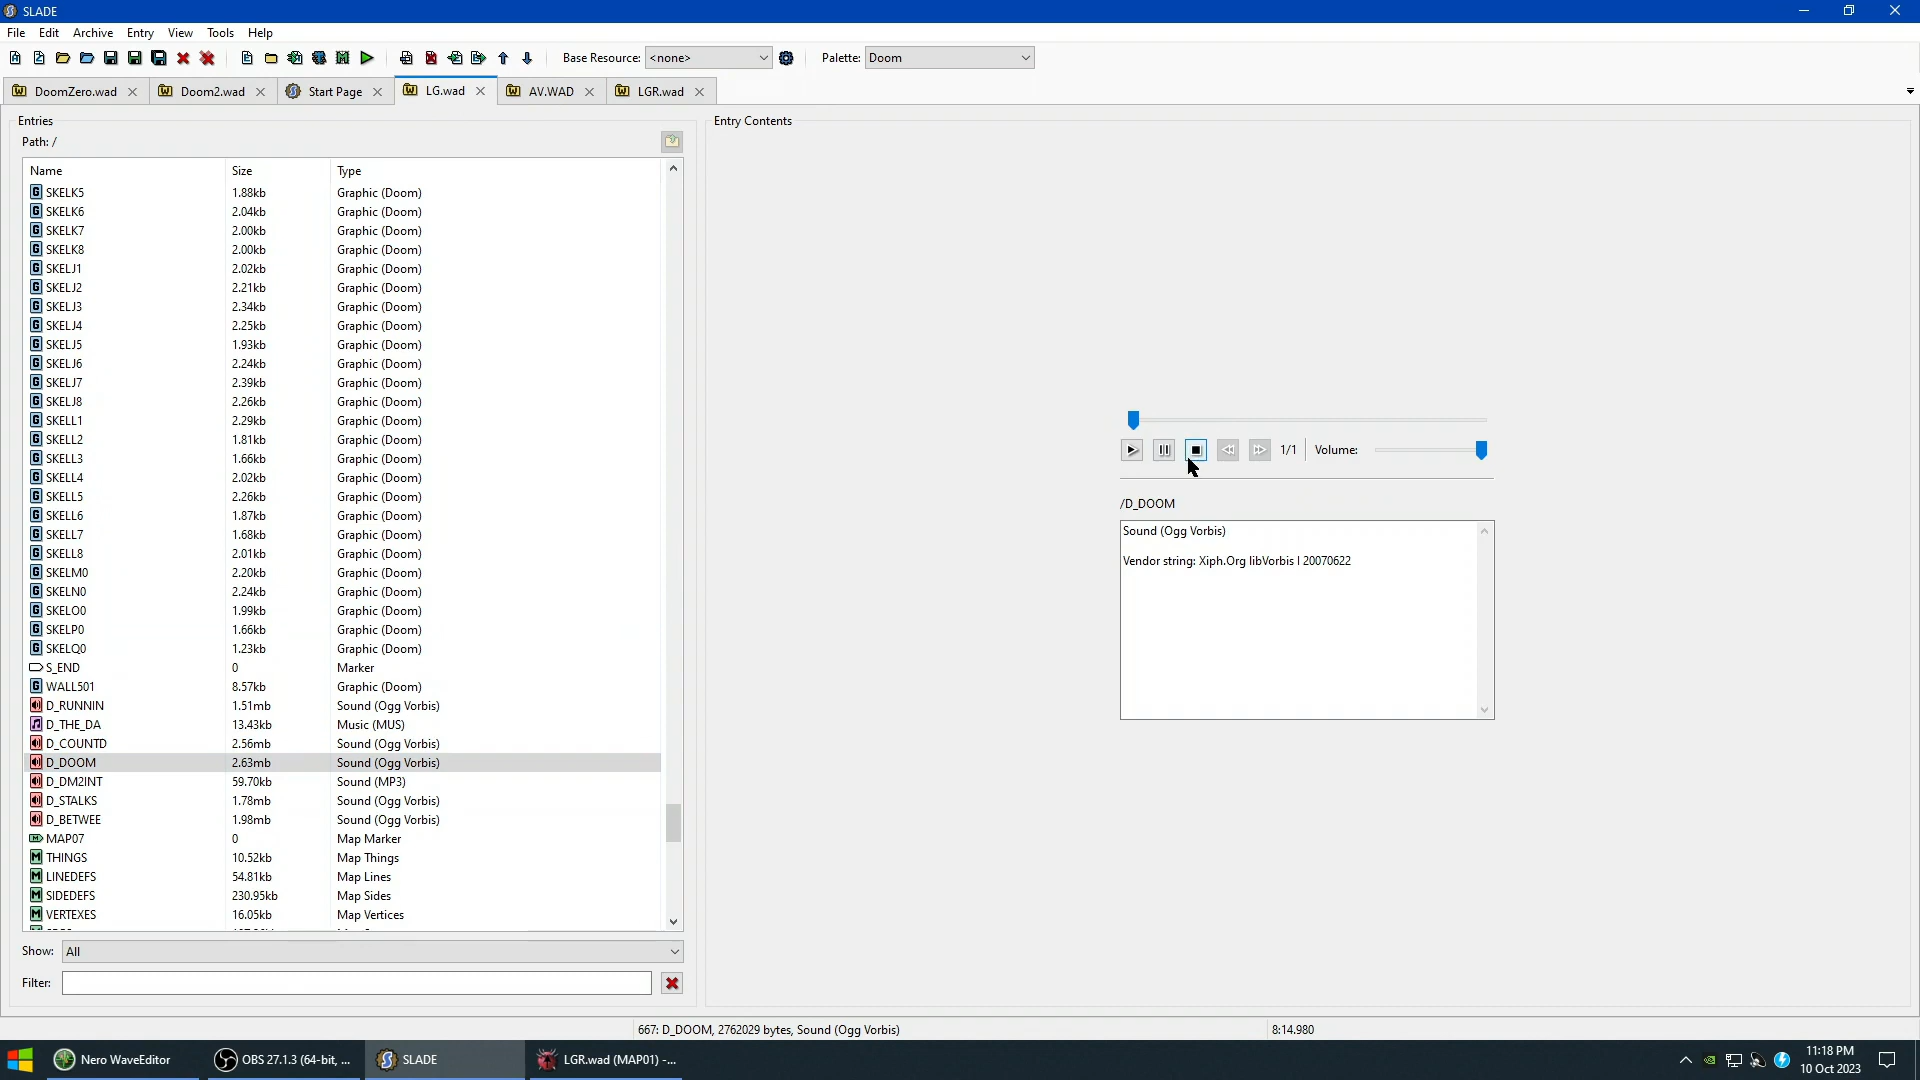 SLADE
File Edit Archive Entry View Tools Help
Base Resource: <none> Palette: Doom
DoomZero.wad Doom2.wad Start Page LG.wad AV.WAD LGR.wad
Entries
Entry Contents
Path: /
Name Size Type
SKELK5 1.88kb Graphic (Doom)
SKELK6 2.04kb Graphic (Doom)
SKELK7 2.00kb Graphic (Doom)
SKELK8 2.00kb Graphic (Doom)
SKELJ1 2.02kb Graphic (Doom)
SKELJ2 2.21kb Graphic (Doom)
SKELJ3 2.34kb Graphic (Doom)
SKELJ4 2.25kb Graphic (Doom)
SKELJ5 1.93kb Graphic (Doom)
SKELJ6 2.24kb Graphic (Doom)
SKELJ7 2.39kb Graphic (Doom)
SKELJ8 2.26kb Graphic (Doom)
SKELL1 2.29kb Graphic (Doom)
SKELL2 1.81kb Graphic (Doom)
SKELL3 1.66kb Graphic (Doom)
SKELL4 2.02kb Graphic (Doom)
SKELL5 2.26kb Graphic (Doom)
SKELL6 1.87kb Graphic (Doom)
SKELL7 1.68kb Graphic (Doom)
SKELL8 2.01kb Graphic (Doom)
SKELM0 2.20kb Graphic (Doom)
SKELN0 2.24kb Graphic (Doom)
SKELO0 1.99kb Graphic (Doom)
SKELP0 1.66kb Graphic (Doom)
SKELQ0 1.23kb Graphic (Doom)
S_END 0 Marker
WALL501 8.57kb Graphic (Doom)
D_RUNNIN 1.51mb Sound (Ogg Vorbis)
D_THE_DA 13.43kb Music (MUS)
D_COUNTD 2.56mb Sound (Ogg Vorbis)
D_DOOM 2.63mb Sound (Ogg Vorbis)
D_DM2INT 59.70kb Sound (MP3)
D_STALKS 1.78mb Sound (Ogg Vorbis)
D_BETWEE 1.98mb Sound (Ogg Vorbis)
MAP07 0 Map Marker
THINGS 10.52kb Map Things
LINEDEFS 54.81kb Map Lines
SIDEDEFS 230.95kb Map Sides
VERTEXES 16.05kb Map Vertices
Show: All
Filter:
1/1 Volume:
/D_DOOM
Sound (Ogg Vorbis)
Vendor string: Xiph.Org libVorbis I 20070622
667: D_DOOM, 2762029 bytes, Sound (Ogg Vorbis) 8:14.980
Nero WaveEditor OBS 27.1.3 (64-bit, ... SLADE LGR.wad (MAP01) -...
11:18 PM
10 Oct 2023